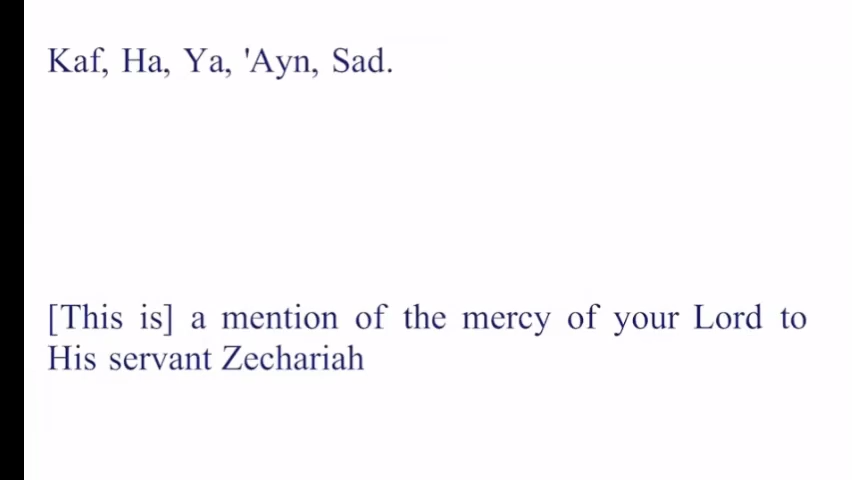 Kaf, Ha, Ya, 'Ayn, Sad.
[This is] a mention of the mercy of your Lord to
His servant Zechariah